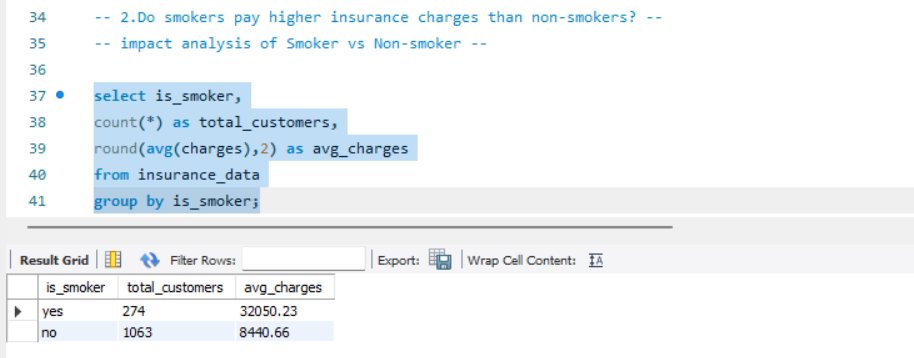 34 -- 2.Do smokers pay higher insurance charges than non-smokers? --
35 -- impact analysis of Smoker vs Non-smoker --
36
37 select is_smoker,
38 count(*) as total_customers,
39 round(avg(charges),2) as avg_charges
40 from insurance_data
41 group by is_smoker;
Result Grid Filter Rows: Export: Wrap Cell Content: IA
is_smoker total_customers avg_charges
yes 274 32050.23
no 1063 8440.66